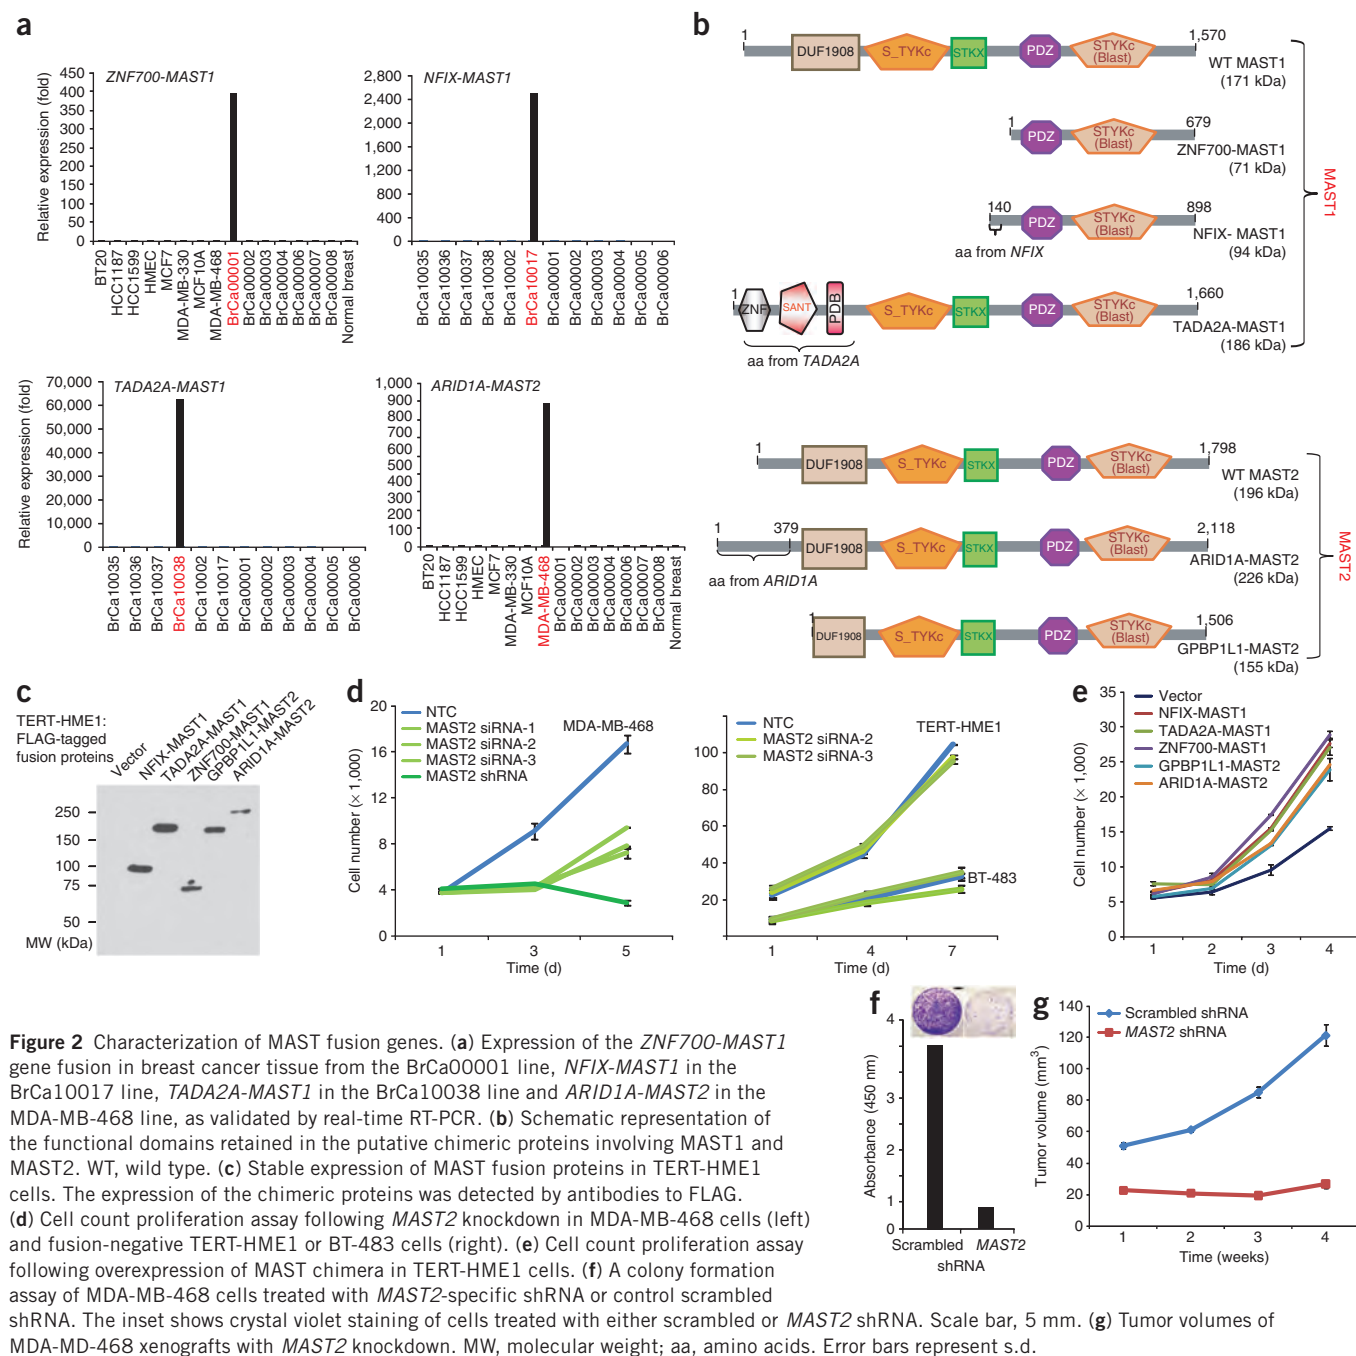 a
ZNF700-MAST1
Relative expression (fold)
450
400
350
300
250
200
150
100
50
0
BT20
HCC1187
HCC1599
HMEC
MCF7
MDA-MB-330
MCF10A
MDA-MB-468
BrCa00001
BrCa00002
BrCa00003
BrCa00004
BrCa00006
BrCa00007
BrCa00008
Normal breast
NFIX-MAST1
2,800
2,400
2,000
1,600
1,200
800
400
0
BrCa10035
BrCa10036
BrCa10037
BrCa10038
BrCa10002
BrCa10017
BrCa00001
BrCa00002
BrCa00003
BrCa00004
BrCa00005
BrCa00006
TADA2A-MAST1
Relative expression (fold)
70,000
60,000
50,000
40,000
30,000
20,000
10,000
0
BrCa10035
BrCa10036
BrCa10037
BrCa10038
BrCa10002
BrCa10017
BrCa00001
BrCa00002
BrCa00003
BrCa00004
BrCa00005
BrCa00006
ARID1A-MAST2
1,000
900
800
700
600
500
400
300
200
100
0
BT20
HCC1187
HCC1599
HMEC
MCF7
MDA-MB-330
MCF10A
MDA-MB-468
BrCa00001
BrCa00002
BrCa00003
BrCa00004
BrCa00006
BrCa00007
BrCa00008
Normal breast
b
1 DUF1908 S_TYKc STKX PDZ STYKc (Blast) 1,570
WT MAST1
(171 kDa)
1 PDZ STYKc (Blast) 679
ZNF700-MAST1
(71 kDa)
140 PDZ STYKc (Blast) 898
aa from NFIX
NFIX- MAST1
(94 kDa)
1 ZNF SANT PDB S_TYKc STKX PDZ STYKc (Blast) 1,660
aa from TADA2A
TADA2A-MAST1
(186 kDa)
MAST1
1 DUF1908 S_TYKc STKX PDZ STYKc (Blast) 1,798
WT MAST2
(196 kDa)
1 379 DUF1908 S_TYKc STKX PDZ STYKc (Blast) 2,118
aa from ARID1A
ARID1A-MAST2
(226 kDa)
1 DUF1908 S_TYKc STKX PDZ STYKc (Blast) 1,506
GPBP1L1-MAST2
(155 kDa)
MAST2
c
TERT-HME1:
FLAG-tagged
fusion proteins
Vector
NFIX-MAST1
TADA2A-MAST1
ZNF700-MAST1
GPBP1L1-MAST2
ARID1A-MAST2
250
150
100
75
50
MW (kDa)
d
NTC
MAST2 siRNA-1
MAST2 siRNA-2
MAST2 siRNA-3
MAST2 shRNA
MDA-MB-468
Cell number (× 1,000)
20
16
12
8
4
0
1 3 5
Time (d)
NTC
MAST2 siRNA-2
MAST2 siRNA-3
TERT-HME1
BT-483
Cell number (× 1,000)
100
80
60
40
20
1 4 7
Time (d)
e
Vector
NFIX-MAST1
TADA2A-MAST1
ZNF700-MAST1
GPBP1L1-MAST2
ARID1A-MAST2
Cell number (× 1,000)
35
30
25
20
15
10
5
0
1 2 3 4
Time (d)
f
Absorbance (450 nm)
4
3
2
1
0
Scrambled MAST2
shRNA
g
Scrambled shRNA
MAST2 shRNA
Tumor volume (mm³)
140
120
100
80
60
40
20
0
1 2 3 4
Time (weeks)
Figure 2 Characterization of MAST fusion genes. (a) Expression of the ZNF700-MAST1
gene fusion in breast cancer tissue from the BrCa00001 line, NFIX-MAST1 in the
BrCa10017 line, TADA2A-MAST1 in the BrCa10038 line and ARID1A-MAST2 in the
MDA-MB-468 line, as validated by real-time RT-PCR. (b) Schematic representation of
the functional domains retained in the putative chimeric proteins involving MAST1 and
MAST2. WT, wild type. (c) Stable expression of MAST fusion proteins in TERT-HME1
cells. The expression of the chimeric proteins was detected by antibodies to FLAG.
(d) Cell count proliferation assay following MAST2 knockdown in MDA-MB-468 cells (left)
and fusion-negative TERT-HME1 or BT-483 cells (right). (e) Cell count proliferation assay
following overexpression of MAST chimera in TERT-HME1 cells. (f) A colony formation
assay of MDA-MB-468 cells treated with MAST2-specific shRNA or control scrambled
shRNA. The inset shows crystal violet staining of cells treated with either scrambled or MAST2 shRNA. Scale bar, 5 mm. (g) Tumor volumes of
MDA-MD-468 xenografts with MAST2 knockdown. MW, molecular weight; aa, amino acids. Error bars represent s.d.